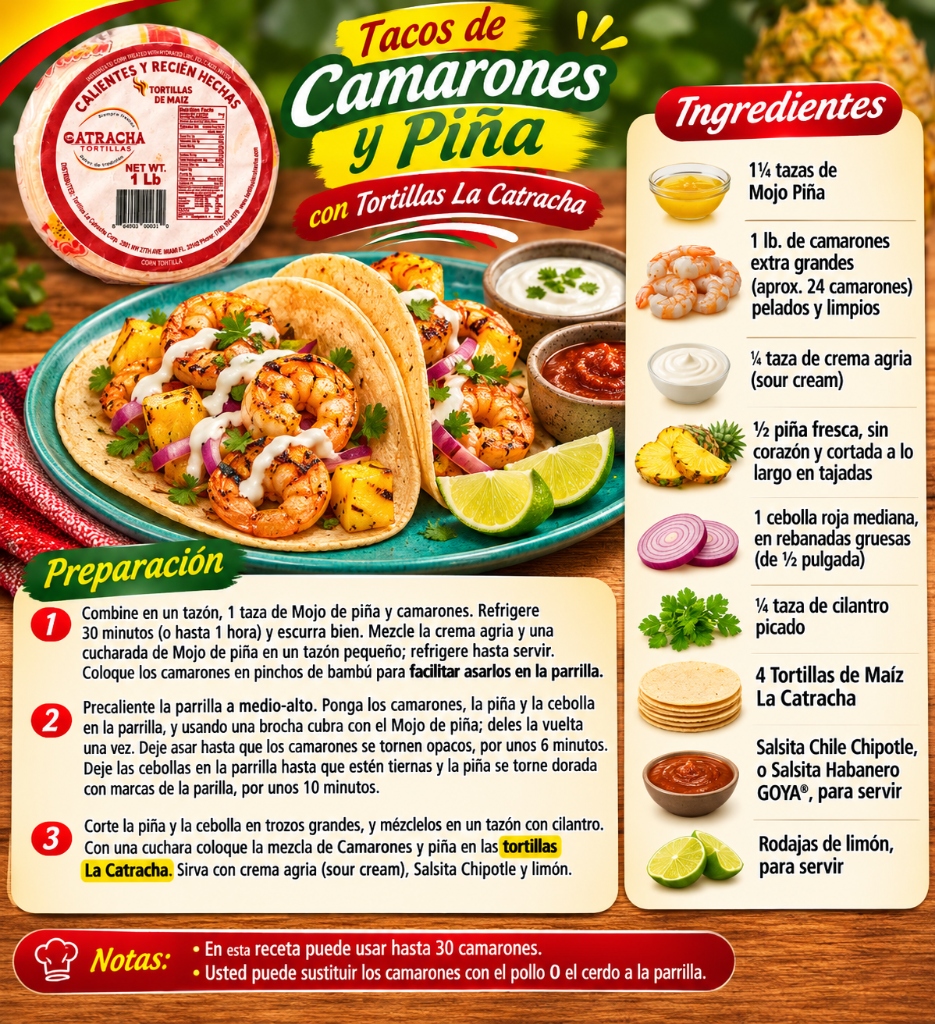 Tacos de
Camarones
y Piña
con Tortillas La Catracha
CALIENTES Y RECIÉN HECHAS
TORTILLAS
DE MAÍZ
Nutrition Facts
CATRACHA
TORTILLAS
NET WT.
1 Lb
CORN TORTILLA
Ingredientes
1¼ tazas de
Mojo Piña
1 lb. de camarones
extra grandes
(aprox. 24 camarones)
pelados y limpios
¼ taza de crema agria
(sour cream)
½ piña fresca, sin
corazón y cortada a lo
largo en tajadas
1 cebolla roja mediana,
en rebanadas gruesas
(de ½ pulgada)
¼ taza de cilantro
picado
4 Tortillas de Maíz
La Catracha
Salsita Chile Chipotle,
o Salsita Habanero
GOYA®, para servir
Rodajas de limón,
para servir
Preparación
1
Combine en un tazón, 1 taza de Mojo de piña y camarones. Refrigere
30 minutos (o hasta 1 hora) y escurra bien. Mezcle la crema agria y una
cucharada de Mojo de piña en un tazón pequeño; refrigere hasta servir.
Coloque los camarones en pinchos de bambú para facilitar asarlos en la parrilla.
2
Precaliente la parrilla a medio-alto. Ponga los camarones, la piña y la cebolla
en la parrilla, y usando una brocha cubra con el Mojo de piña; deles la vuelta
una vez. Deje asar hasta que los camarones se tornen opacos, por unos 6 minutos.
Deje las cebollas en la parrilla hasta que estén tiernas y la piña se torne dorada
con marcas de la parilla, por unos 10 minutos.
3
Corte la piña y la cebolla en trozos grandes, y mézclelos en un tazón con cilantro.
Con una cuchara coloque la mezcla de Camarones y piña en las tortillas
La Catracha. Sirva con crema agria (sour cream), Salsita Chipotle y limón.
Notas:
• En esta receta puede usar hasta 30 camarones.
• Usted puede sustituir los camarones con el pollo O el cerdo a la parrilla.